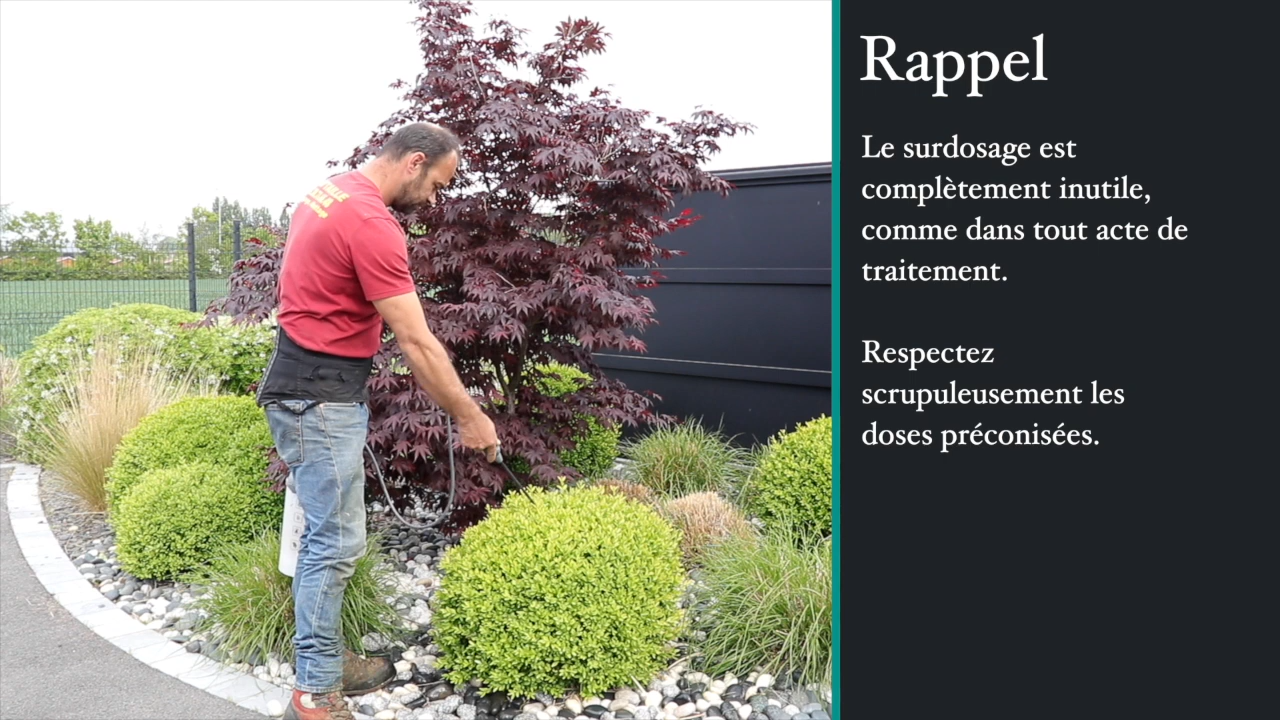 Rappel
Le surdosage est
complètement inutile,
comme dans tout acte de
traitement.
Respectez
scrupuleusement les
doses préconisées.